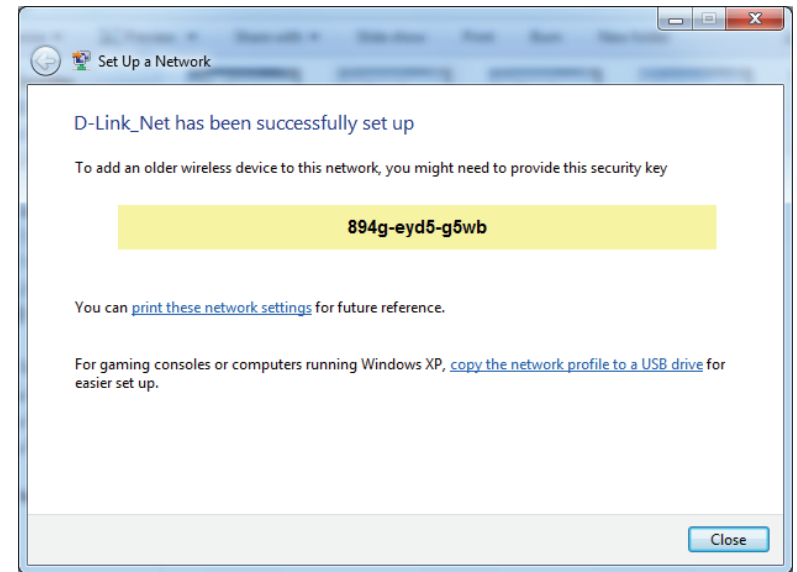 Set Up a Network
D-Link_Net has been successfully set up
To add an older wireless device to this network, you might need to provide this security key
894g-eyd5-g5wb
You can print these network settings for future reference.
For gaming consoles or computers running Windows XP, copy the network profile to a USB drive for
easier set up.
Close